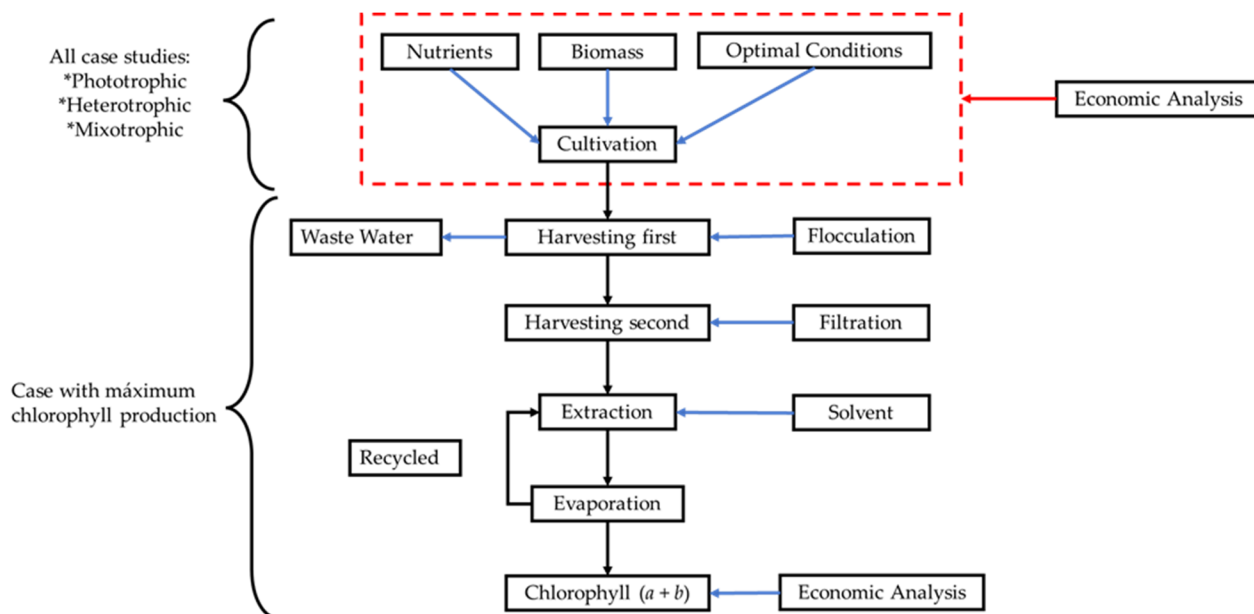 All case studies:
*Phototrophic
*Heterotrophic
*Mixotrophic
Nutrients
Biomass
Optimal Conditions
Economic Analysis
Cultivation
Waste Water
Harvesting first
Flocculation
Harvesting second
Filtration
Case with máximum
chlorophyll production
Extraction
Solvent
Recycled
Evaporation
Chlorophyll (a + b)
Economic Analysis